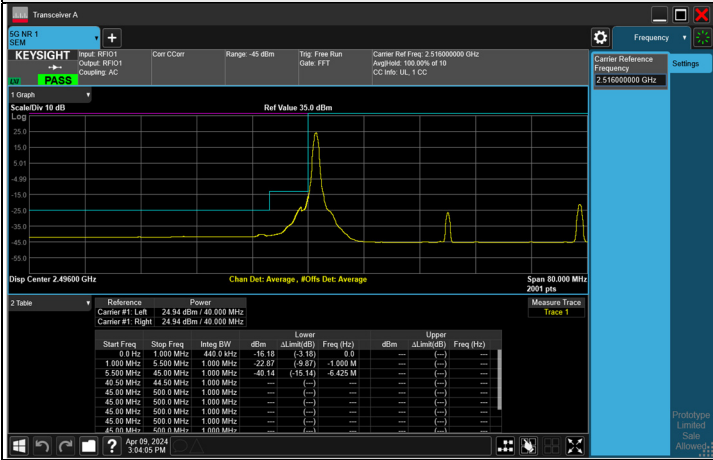 Transceiver A
5G NR 1
SEM
Frequency
KEYSIGHT
LXI
PASS
Input: RFIO1
Output: RFIO1
Coupling: AC
Corr CCorr
Range: -45 dBm
Trig: Free Run
Gate: FFT
Carrier Ref Freq: 2.516000000 GHz
Avg|Hold: 100.00% of 10
CC Info: UL, 1 CC
Carrier Reference
Frequency
2.516000000 GHz
Settings
1 Graph
Scale/Div 10 dB
Ref Value 35.0 dBm
Log
25.0
15.0
5.01
-4.99
-15.0
-25.0
-35.0
-45.0
-55.0
Disp Center 2.49600 GHz
Chan Det: Average, #Offs Det: Average
Span 80.000 MHz
2001 pts
2 Table
Reference Power
Carrier #1: Left 24.94 dBm / 40.000 MHz
Carrier #1: Right 24.94 dBm / 40.000 MHz
Measure Trace
Trace 1
Lower Upper
Start Freq Stop Freq Integ BW dBm ΔLimit(dB) Freq (Hz) dBm ΔLimit(dB) Freq (Hz)
0.0 Hz 1.000 MHz 440.0 kHz -16.18 (-3.18) 0.0 --- (---) ---
1.000 MHz 5.500 MHz 1.000 MHz -22.87 (-9.87) -1.000 M --- (---) ---
5.500 MHz 45.00 MHz 1.000 MHz -40.14 (-15.14) -6.425 M --- (---) ---
40.50 MHz 44.50 MHz 1.000 MHz --- (---) --- --- (---) ---
45.00 MHz 500.0 MHz 1.000 MHz --- (---) --- --- (---) ---
45.00 MHz 500.0 MHz 1.000 MHz --- (---) --- --- (---) ---
45.00 MHz 500.0 MHz 1.000 MHz --- (---) --- --- (---) ---
45.00 MHz 500.0 MHz 1.000 MHz --- (---) --- --- (---) ---
45.00 MHz 500.0 MHz 1.000 MHz --- (---) --- --- (---) ---
Prototype
Limited
Sale
Allowed
?
Apr 09, 2024
3:04:05 PM